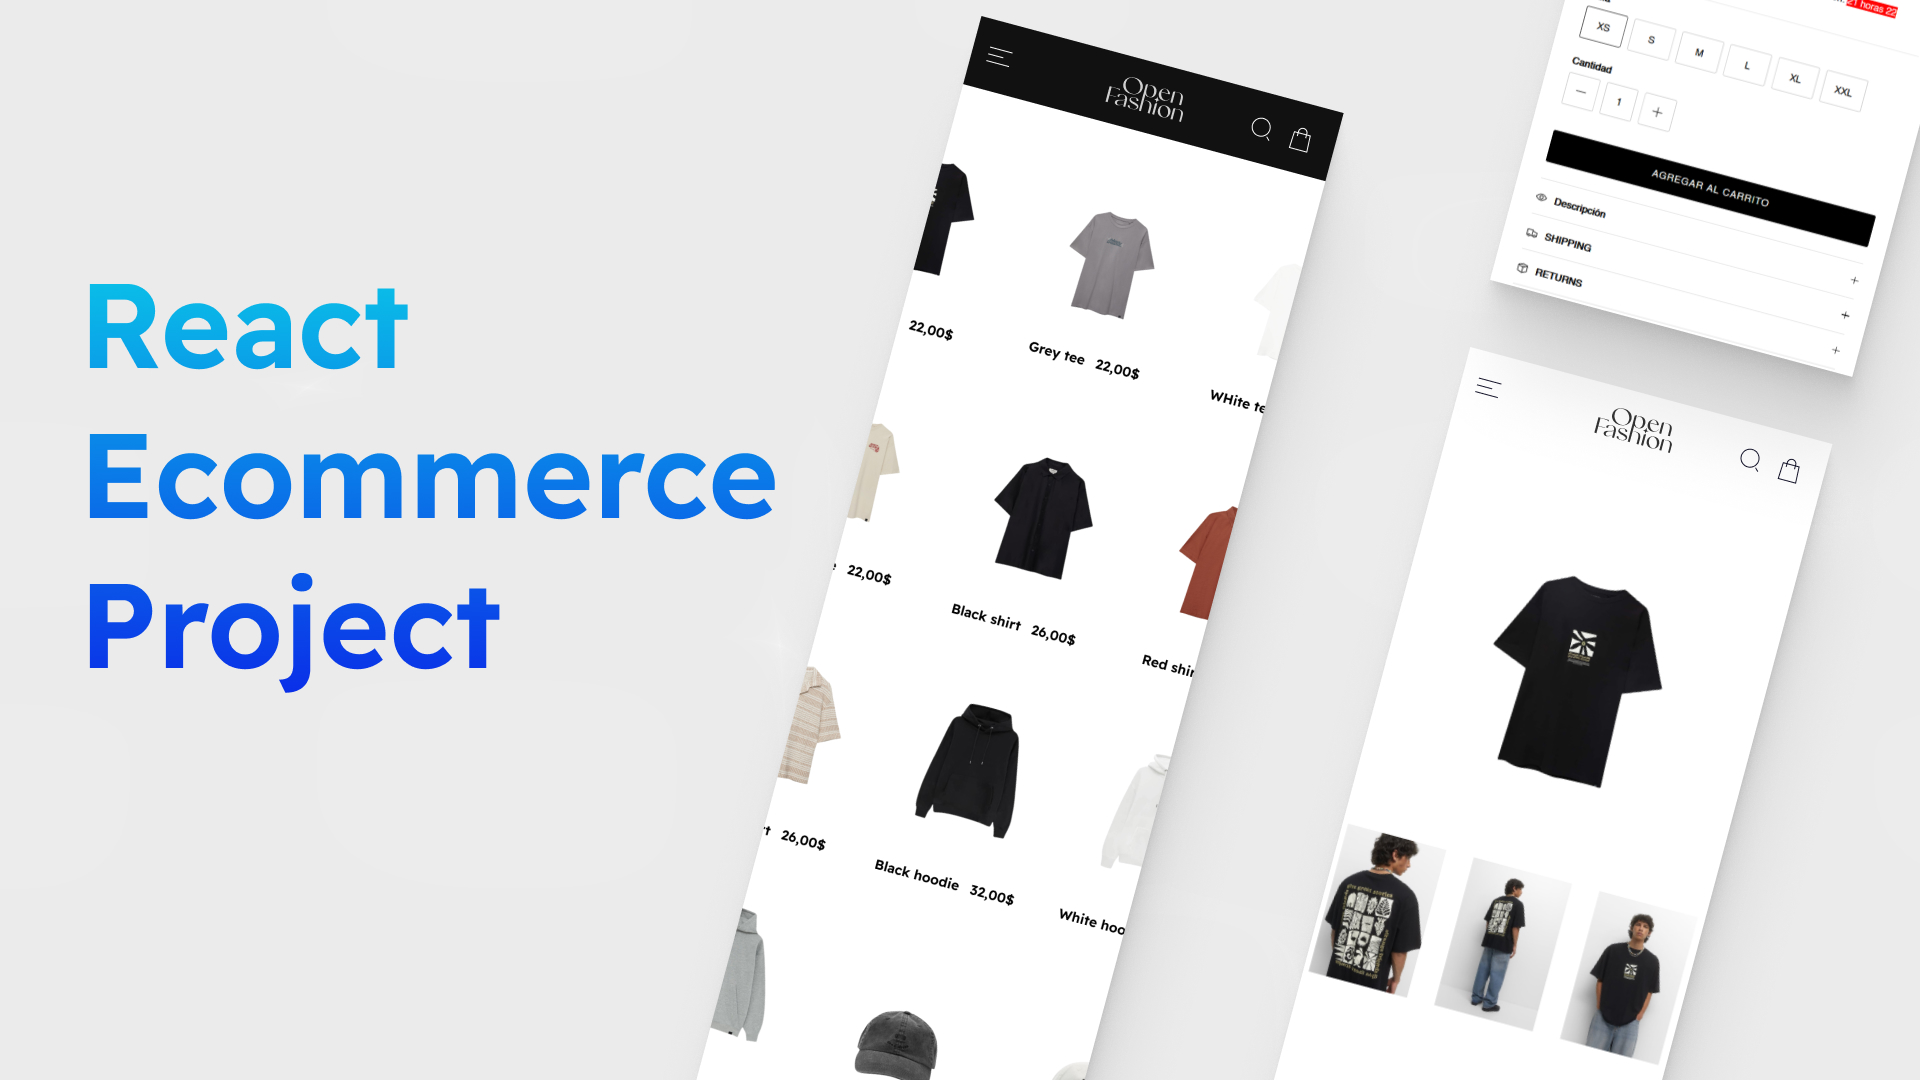 React
Ecommerce
Project
Open
Fashion
22,00$
Grey tee 22,00$
WHite te
22,00$
Black shirt 26,00$
Red shir
26,00$
Black hoodie 32,00$
White hoo
21 horas 22
XS S M L XL XXL
Cantidad
1
AGREGAR AL CARRITO
Descripción
SHIPPING
RETURNS
Open
Fashion